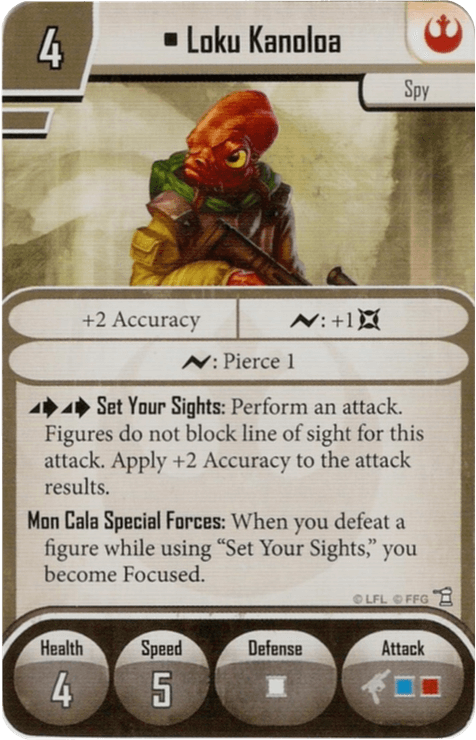 4
Loku Kanoloa
Spy
+2 Accuracy
: +1
: Pierce 1
Set Your Sights: Perform an attack.
Figures do not block line of sight for this
attack. Apply +2 Accuracy to the attack
results.
Mon Cala Special Forces: When you defeat a
figure while using “Set Your Sights,” you
become Focused.
© LFL © FFG
Health Speed Defense Attack
4 5